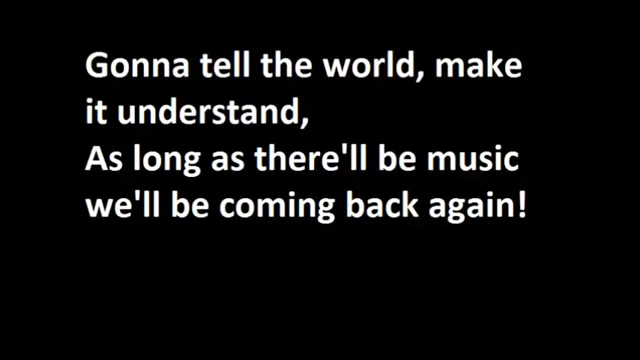 Gonna tell the world, make
it understand,
As long as there'll be music
we'll be coming back again!